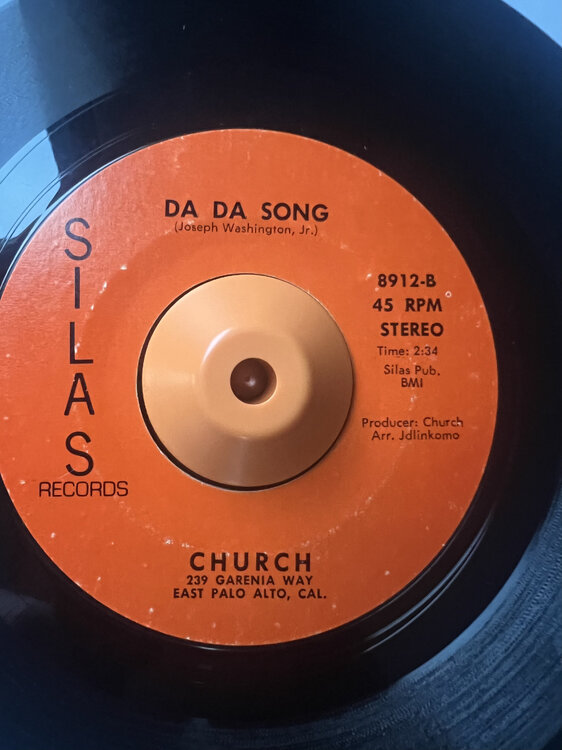 DA DA SONG
(Joseph Washington, Jr.)
SILAS
RECORDS
8912-B
45 RPM
STEREO
Time: 2:34
Silas Pub.
BMI
Producer: Church
Arr. Jdlinkomo
CHURCH
239 GARENIA WAY
EAST PALO ALTO, CAL.